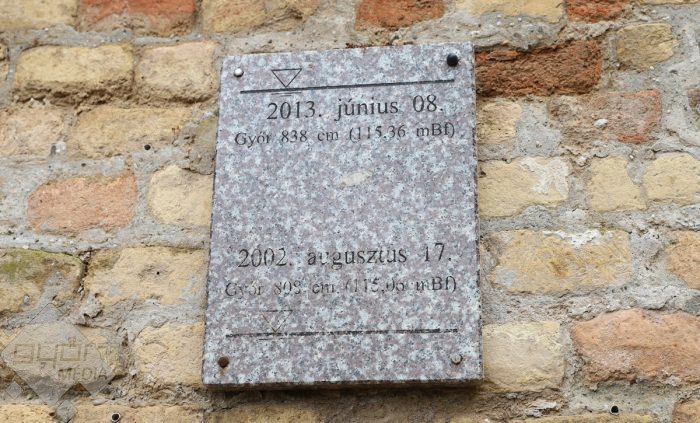 2013. június 08.
Győr 838 cm (115,36 mBf)
2002. augusztus 17.
Győr 808 cm (115,06 mBf)
győr+
MÉDIA